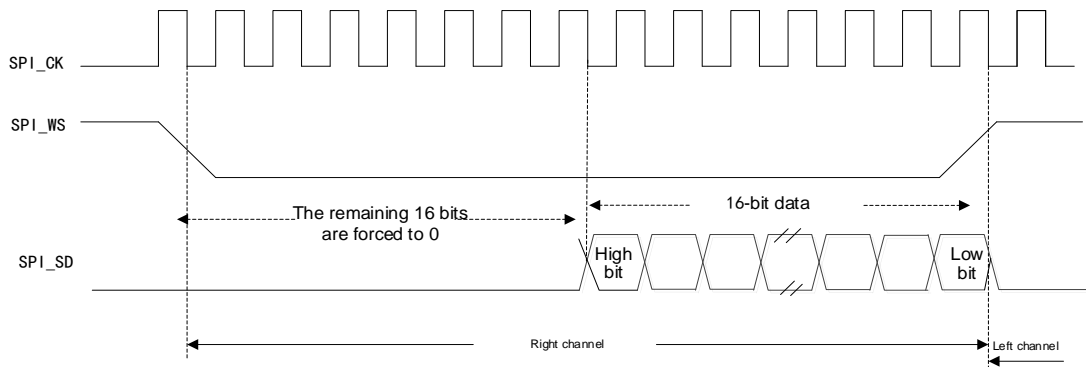 SPI_CK
SPI_WS
The remaining 16 bits
are forced to 0
16-bit data
SPI_SD
High
bit
Low
bit
Right channel
Left channel